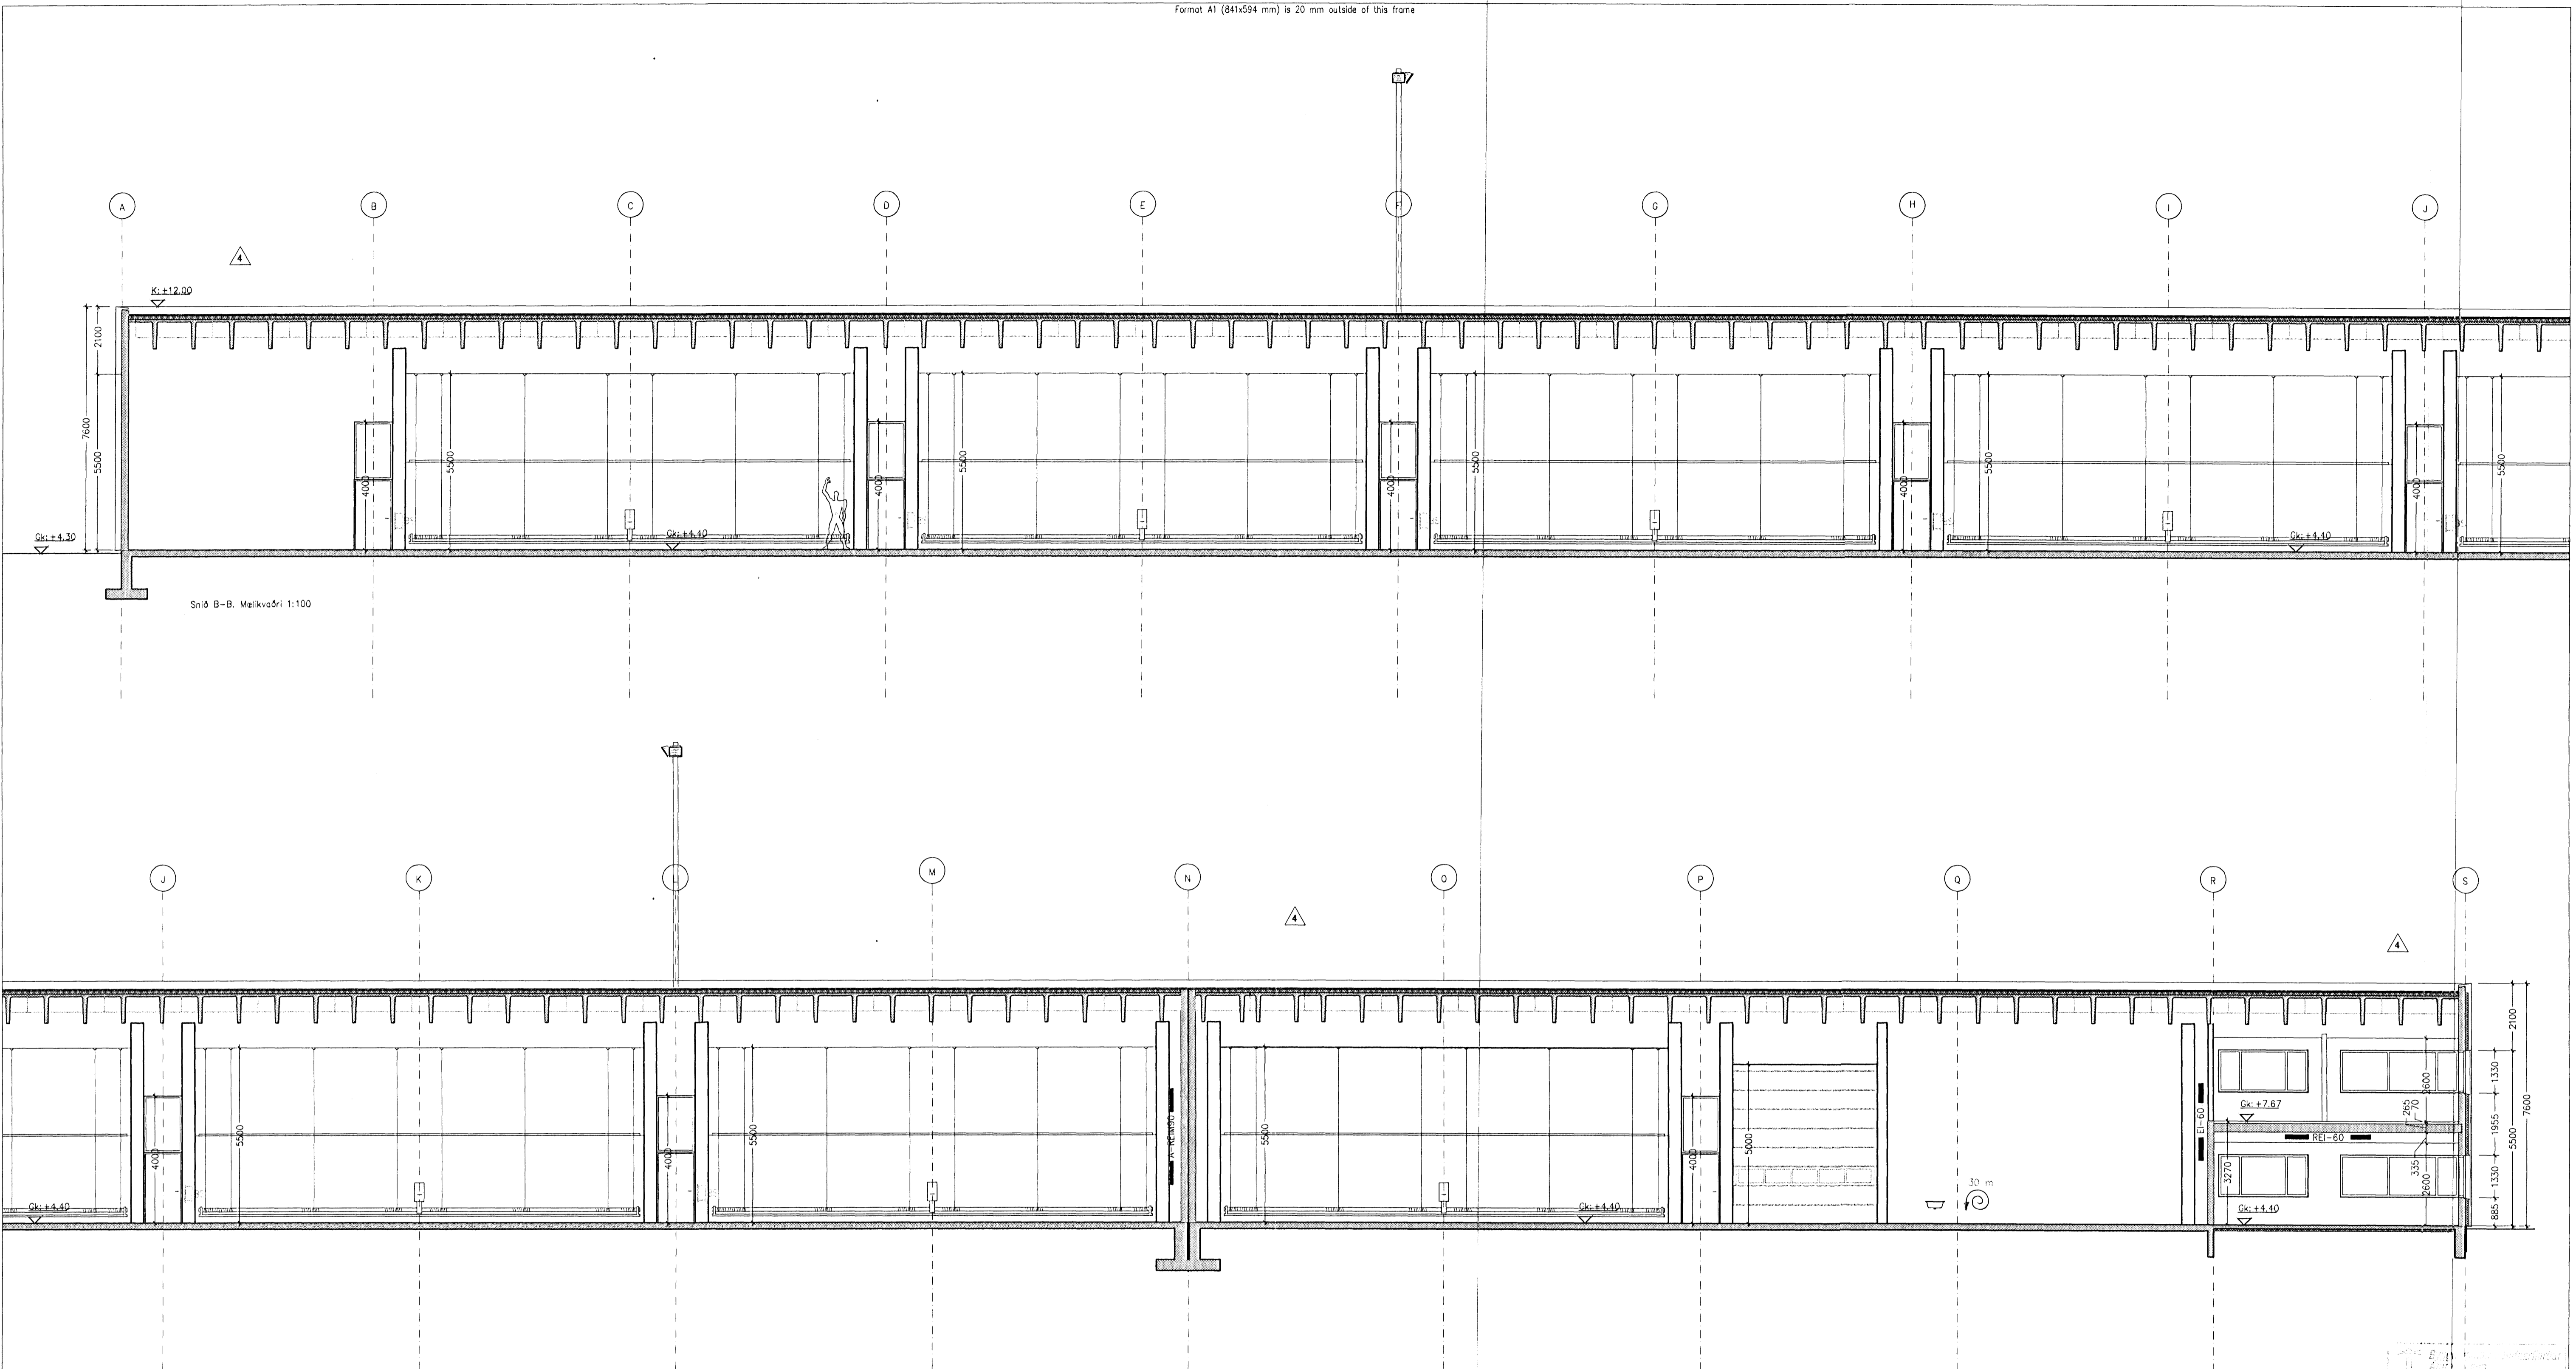 Format A1 (841x594 mm) is 20 mm outside of this frame
A B C D E F G H I J
4
K: +12.00
2100
7600
5500
5500 5500 5500 5500 5500
4000 4000 4000 4000 4000
Gk: +4.30
Gk: +4.40
Gk: +4.40
Snið B-B. Mælikvaðri 1:100
J K L M N O P Q R S
4
4
5500 5500 5500
4000 4000 4000
5000
A-REIM90
EI-60
REI-60
Gk: +7.67
2600
265
70
335
2600
3270
2100
1330
1955
1330
885
5500
7600
30 m
Gk: +4.40
Gk: +4.40
Gk: +4.40